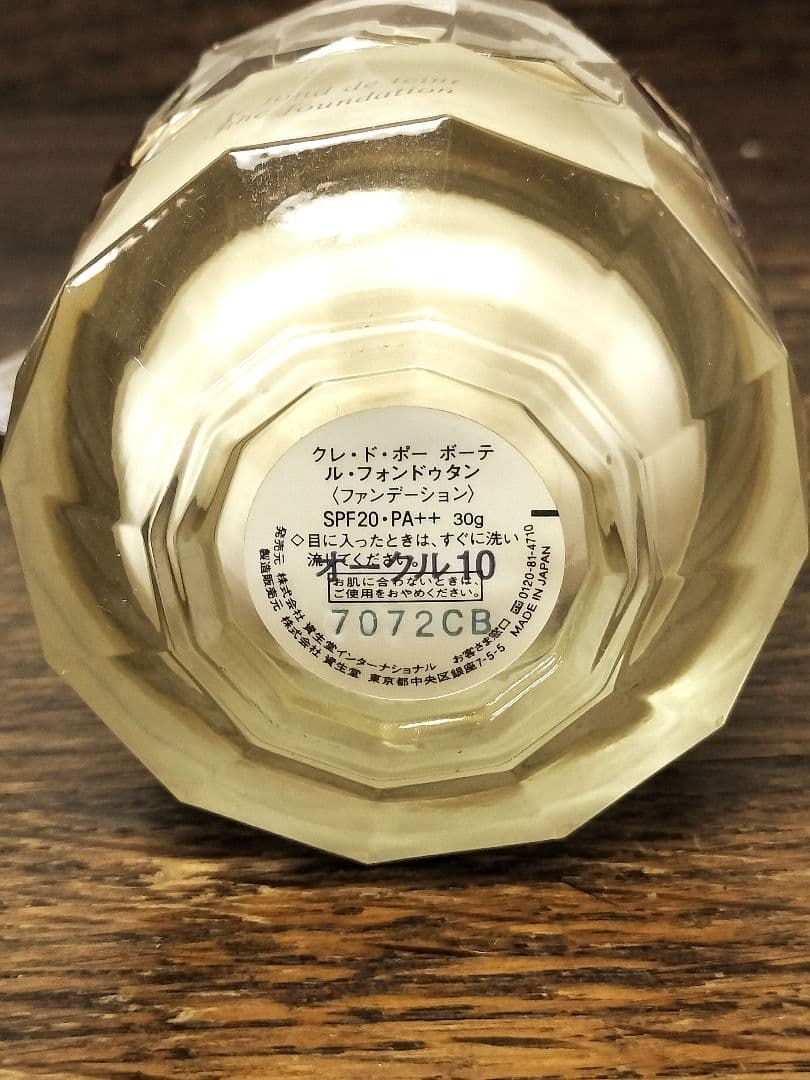 fond de teint
the foundation
クレ・ド・ポー ボーテ
ル・フォンドゥタン
〈ファンデーション〉
SPF20・PA++ 30g
◇目に入ったときは、すぐに洗い
流してください。
オークル10
お肌に合わないときは、
ご使用をおやめください。
7072CB
発売元 株式会社 資生堂インターナショナル お客さま窓口 0120-81-4710
製造販売元 株式会社 資生堂 東京都中央区銀座7-5-5 MADE IN JAPAN